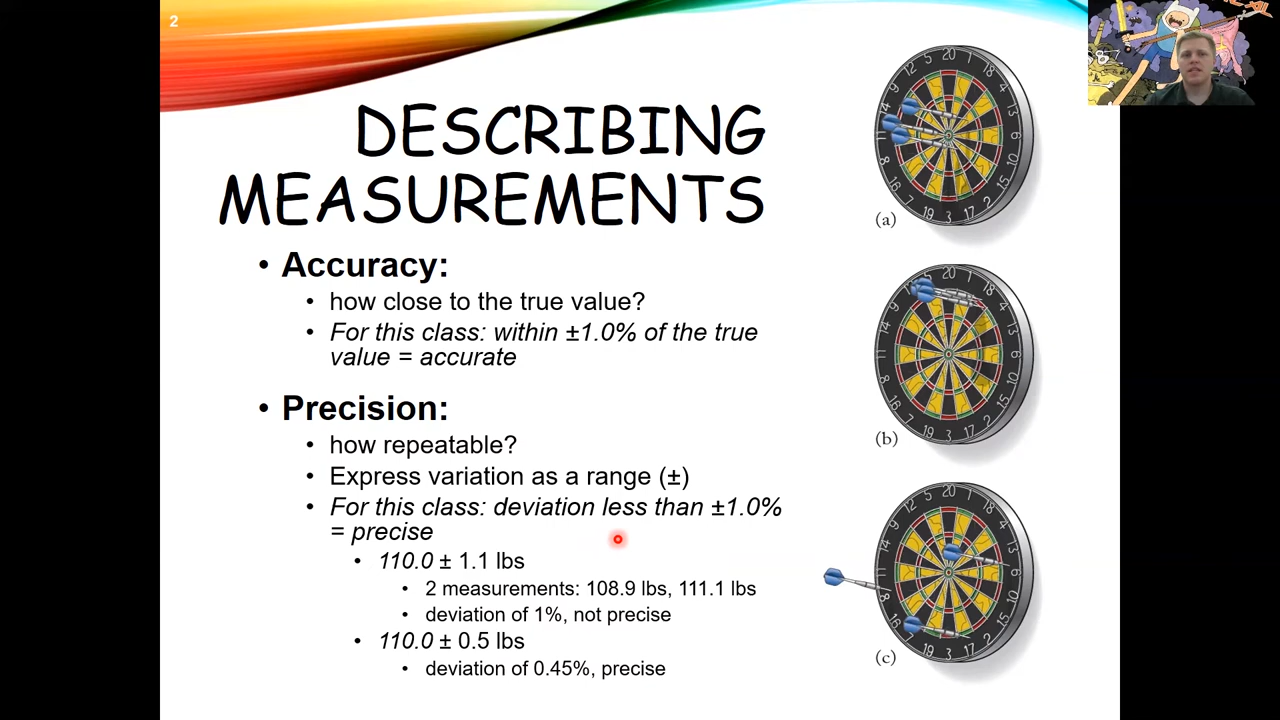 2
DESCRIBING
MEASUREMENTS
• Accuracy:
• how close to the true value?
• For this class: within ±1.0% of the true
value = accurate
• Precision:
• how repeatable?
• Express variation as a range (±)
• For this class: deviation less than ±1.0%
= precise
• 110.0 ± 1.1 lbs
• 2 measurements: 108.9 lbs, 111.1 lbs
• deviation of 1%, not precise
• 110.0 ± 0.5 lbs
• deviation of 0.45%, precise
(a)
(b)
(c)